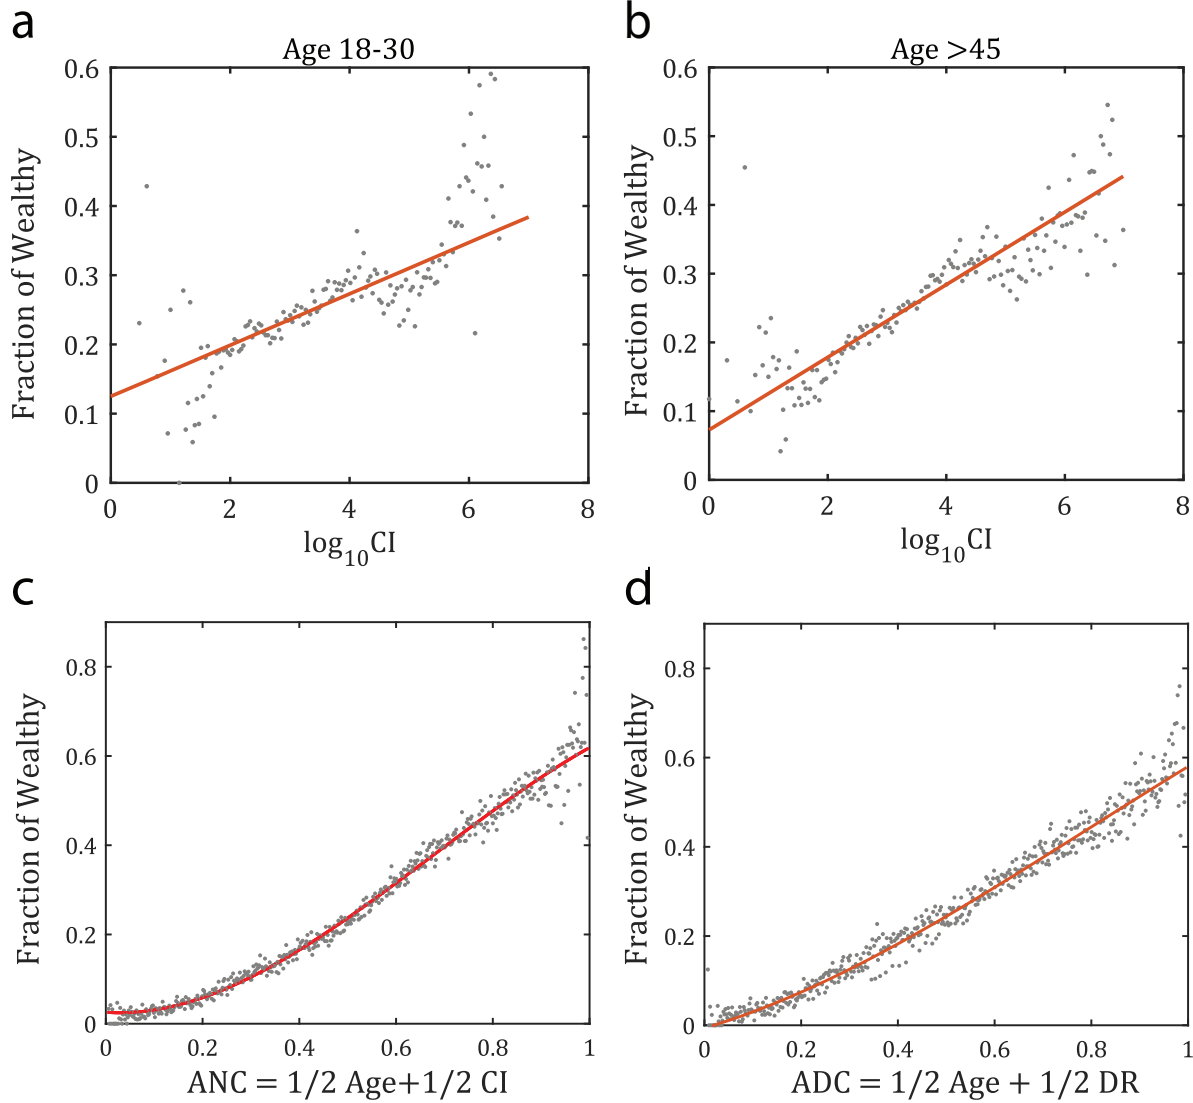 a
Age 18-30
0.6
0.5
0.4
0.3
0.2
0.1
0
Fraction of Wealthy
0 2 4 6 8
log10CI
b
Age >45
0.6
0.5
0.4
0.3
0.2
0.1
0
Fraction of Wealthy
0 2 4 6 8
log10CI
c
0.8
0.6
0.4
0.2
0
Fraction of Wealthy
0 0.2 0.4 0.6 0.8 1
ANC = 1/2 Age+1/2 CI
d
0.8
0.6
0.4
0.2
0
Fraction of Wealthy
0 0.2 0.4 0.6 0.8 1
ADC = 1/2 Age + 1/2 DR